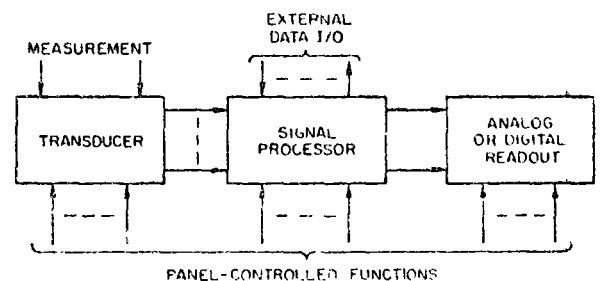 EXTERNAL
DATA I/O
MEASUREMENT
TRANSDUCER
SIGNAL
PROCESSOR
ANALOG
OR DIGITAL
READOUT
PANEL-CONTROLLED FUNCTIONS